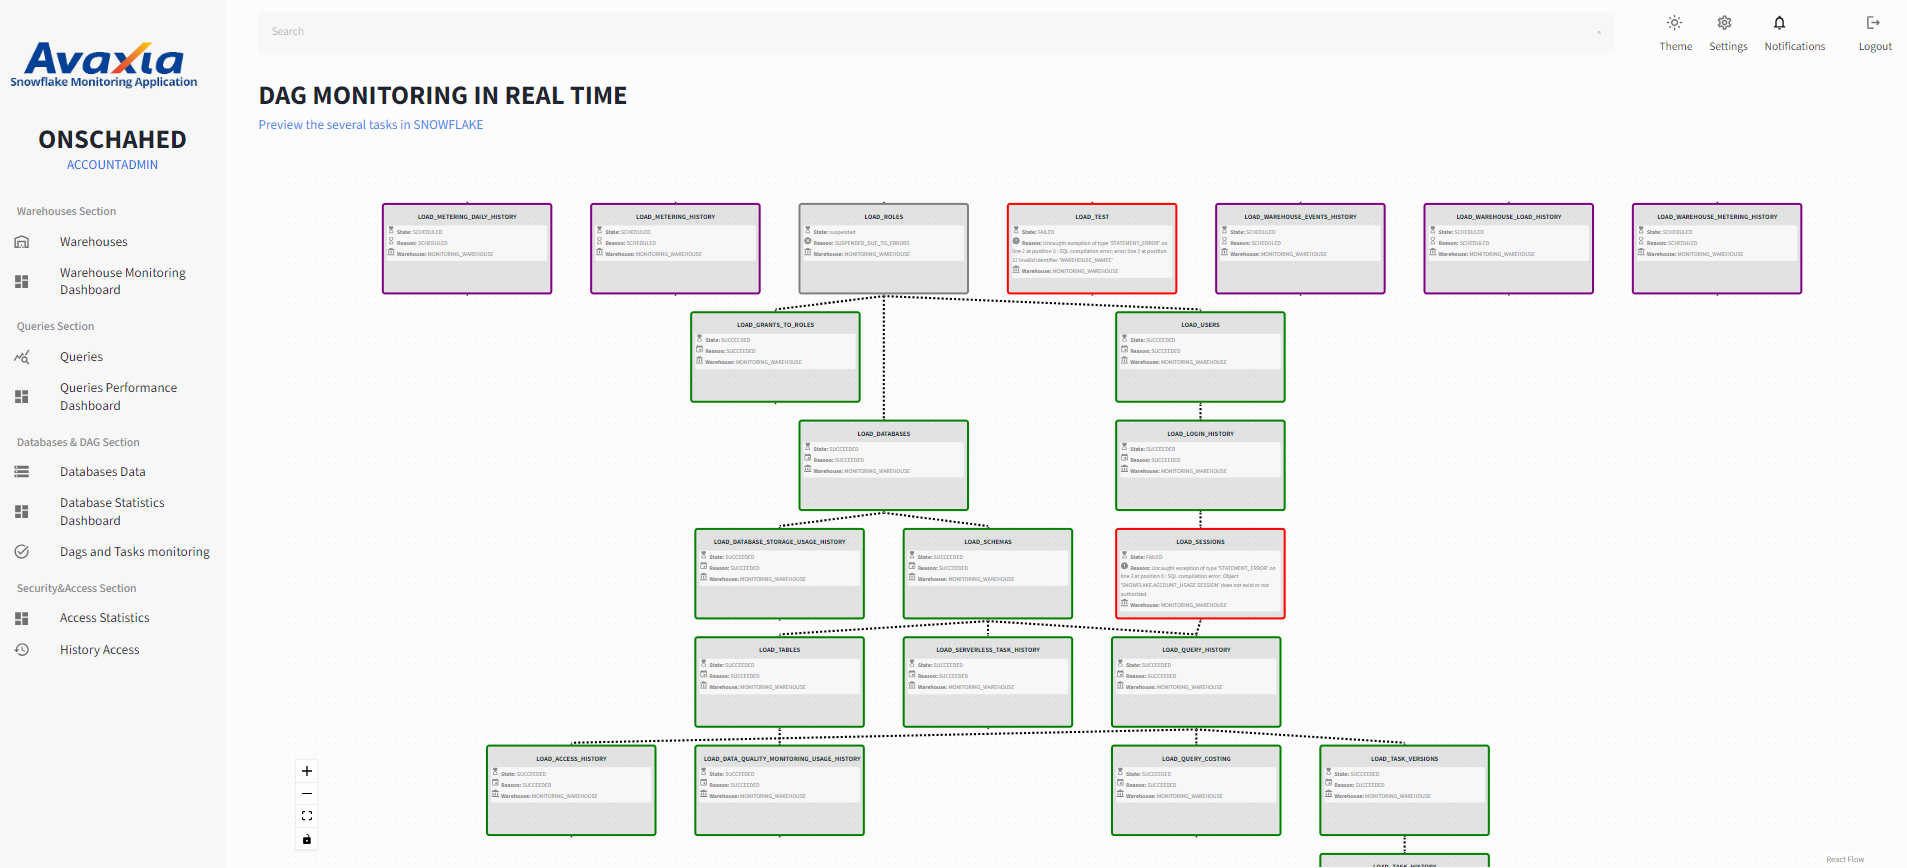 Avaxia
Snowflake Monitoring Application
ONSCHAHED
ACCOUNTADMIN
Warehouses Section
Warehouses
Warehouse Monitoring
Dashboard
Queries Section
Queries
Queries Performance
Dashboard
Databases & DAG Section
Databases Data
Database Statistics
Dashboard
Dags and Tasks monitoring
Security&Access Section
Access Statistics
History Access
Search
Theme
Settings
Notifications
Logout
DAG MONITORING IN REAL TIME
Preview the several tasks in SNOWFLAKE
LOAD_METERING_DAILY_HISTORY
State: SCHEDULED
Reason: SCHEDULED
Warehouse: MONITORING_WAREHOUSE
LOAD_METERING_HISTORY
State: SCHEDULED
Reason: SCHEDULED
Warehouse: MONITORING_WAREHOUSE
LOAD_ROLES
State: suspended
Reason: SUSPENDED_DUE_TO_ERRORS
Warehouse: MONITORING_WAREHOUSE
LOAD_TEST
State: FAILED
Reason: Uncaught exception of type 'STATEMENT_ERROR' on
line 2 at position 0 : SQL compilation error: error line 2 at position
22 invalid identifier 'WAREHOUSE_NAMEE'
Warehouse: MONITORING_WAREHOUSE
LOAD_WAREHOUSE_EVENTS_HISTORY
State: SCHEDULED
Reason: SCHEDULED
Warehouse: MONITORING_WAREHOUSE
LOAD_WAREHOUSE_LOAD_HISTORY
State: SCHEDULED
Reason: SCHEDULED
Warehouse: MONITORING_WAREHOUSE
LOAD_WAREHOUSE_METERING_HISTORY
State: SCHEDULED
Reason: SCHEDULED
Warehouse: MONITORING_WAREHOUSE
LOAD_GRANTS_TO_ROLES
State: SUCCEEDED
Reason: SUCCEEDED
Warehouse: MONITORING_WAREHOUSE
LOAD_USERS
State: SUCCEEDED
Reason: SUCCEEDED
Warehouse: MONITORING_WAREHOUSE
LOAD_DATABASES
State: SUCCEEDED
Reason: SUCCEEDED
Warehouse: MONITORING_WAREHOUSE
LOAD_LOGIN_HISTORY
State: SUCCEEDED
Reason: SUCCEEDED
Warehouse: MONITORING_WAREHOUSE
LOAD_DATABASE_STORAGE_USAGE_HISTORY
State: SUCCEEDED
Reason: SUCCEEDED
Warehouse: MONITORING_WAREHOUSE
LOAD_SCHEMAS
State: SUCCEEDED
Reason: SUCCEEDED
Warehouse: MONITORING_WAREHOUSE
LOAD_SESSIONS
State: FAILED
Reason: Uncaught exception of type 'STATEMENT_ERROR' on
line 3 at position 0 : SQL compilation error: Object
'SNOWFLAKE.ACCOUNT_USAGE.SESSION' does not exist or not
authorized.
Warehouse: MONITORING_WAREHOUSE
LOAD_TABLES
State: SUCCEEDED
Reason: SUCCEEDED
Warehouse: MONITORING_WAREHOUSE
LOAD_SERVERLESS_TASK_HISTORY
State: SUCCEEDED
Reason: SUCCEEDED
Warehouse: MONITORING_WAREHOUSE
LOAD_QUERY_HISTORY
State: SUCCEEDED
Reason: SUCCEEDED
Warehouse: MONITORING_WAREHOUSE
LOAD_ACCESS_HISTORY
State: SUCCEEDED
Reason: SUCCEEDED
Warehouse: MONITORING_WAREHOUSE
LOAD_DATA_QUALITY_MONITORING_USAGE_HISTORY
State: SUCCEEDED
Reason: SUCCEEDED
Warehouse: MONITORING_WAREHOUSE
LOAD_QUERY_COSTING
State: SUCCEEDED
Reason: SUCCEEDED
Warehouse: MONITORING_WAREHOUSE
LOAD_TASK_VERSIONS
State: SUCCEEDED
Reason: SUCCEEDED
Warehouse: MONITORING_WAREHOUSE
LOAD_TASK_HISTORY
React Flow